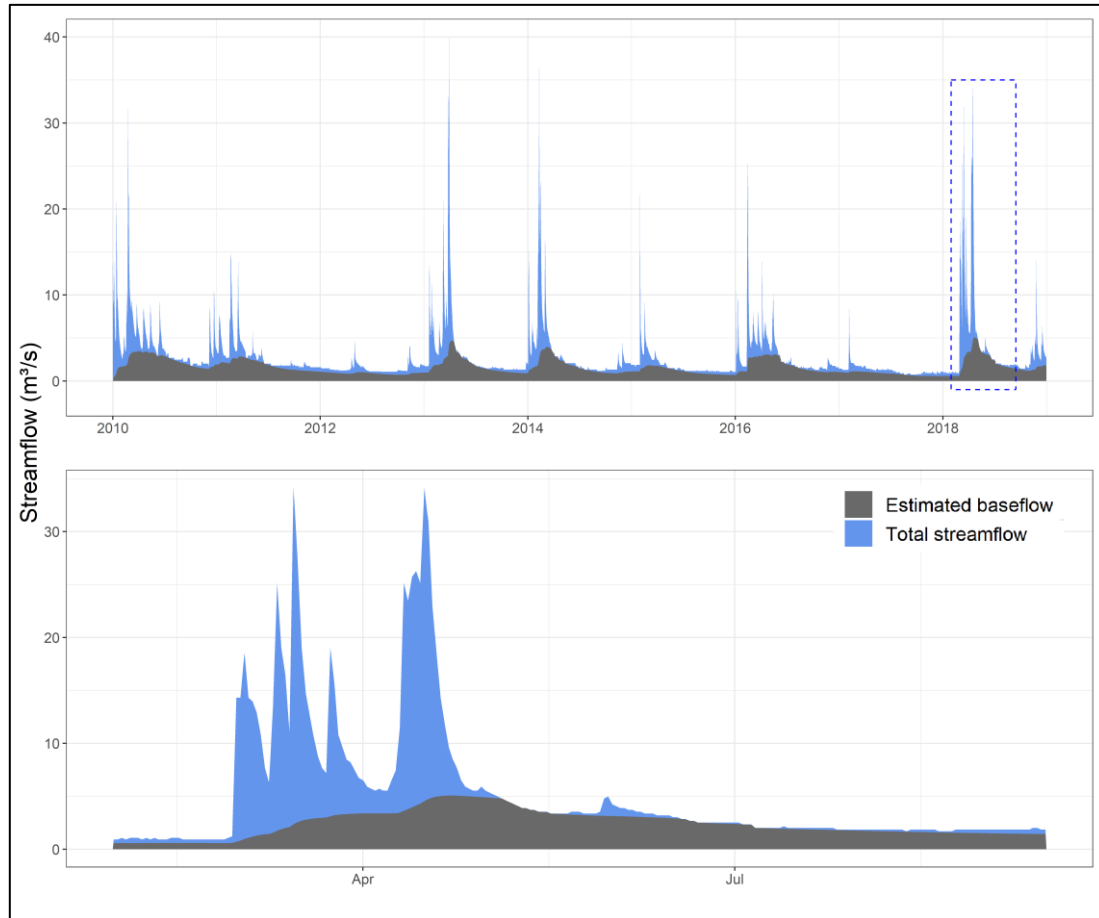 40
30
20
10
0
2010 2012 2014 2016 2018
Streamflow (m³/s)
Estimated baseflow
Total streamflow
30
20
10
0
Apr Jul